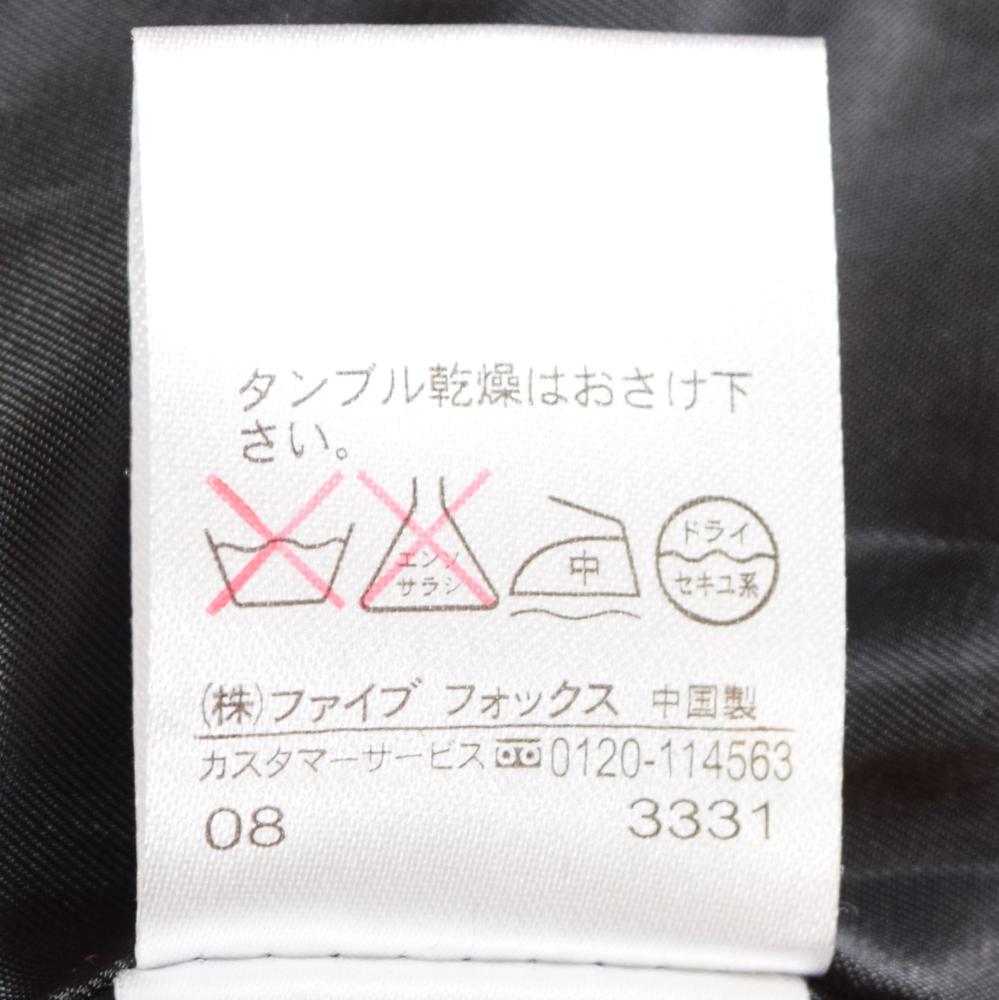 タンブル乾燥はおさけ下
さい。
エンソ
サラシ
中
ドライ
セキユ系
(株)ファイブ フォックス 中国製
カスタマーサービス 0120-114563
08 3331